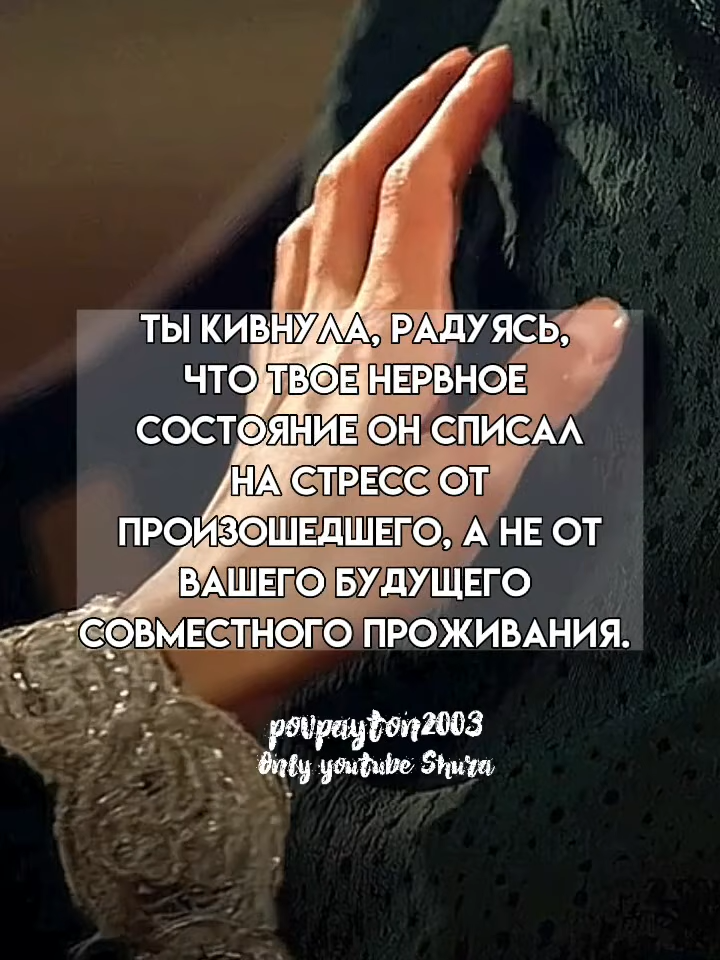 ТЫ КИВНУЛА, РАДУЯСЬ,
ЧТО ТВОЕ НЕРВНОЕ
СОСТОЯНИЕ ОН СПИСАЛ
НА СТРЕСС ОТ
ПРОИЗОШЕДШЕГО, А НЕ ОТ
ВАШЕГО БУДУЩЕГО
СОВМЕСТНОГО ПРОЖИВАНИЯ.
povpayton2003
Only youtube Shura